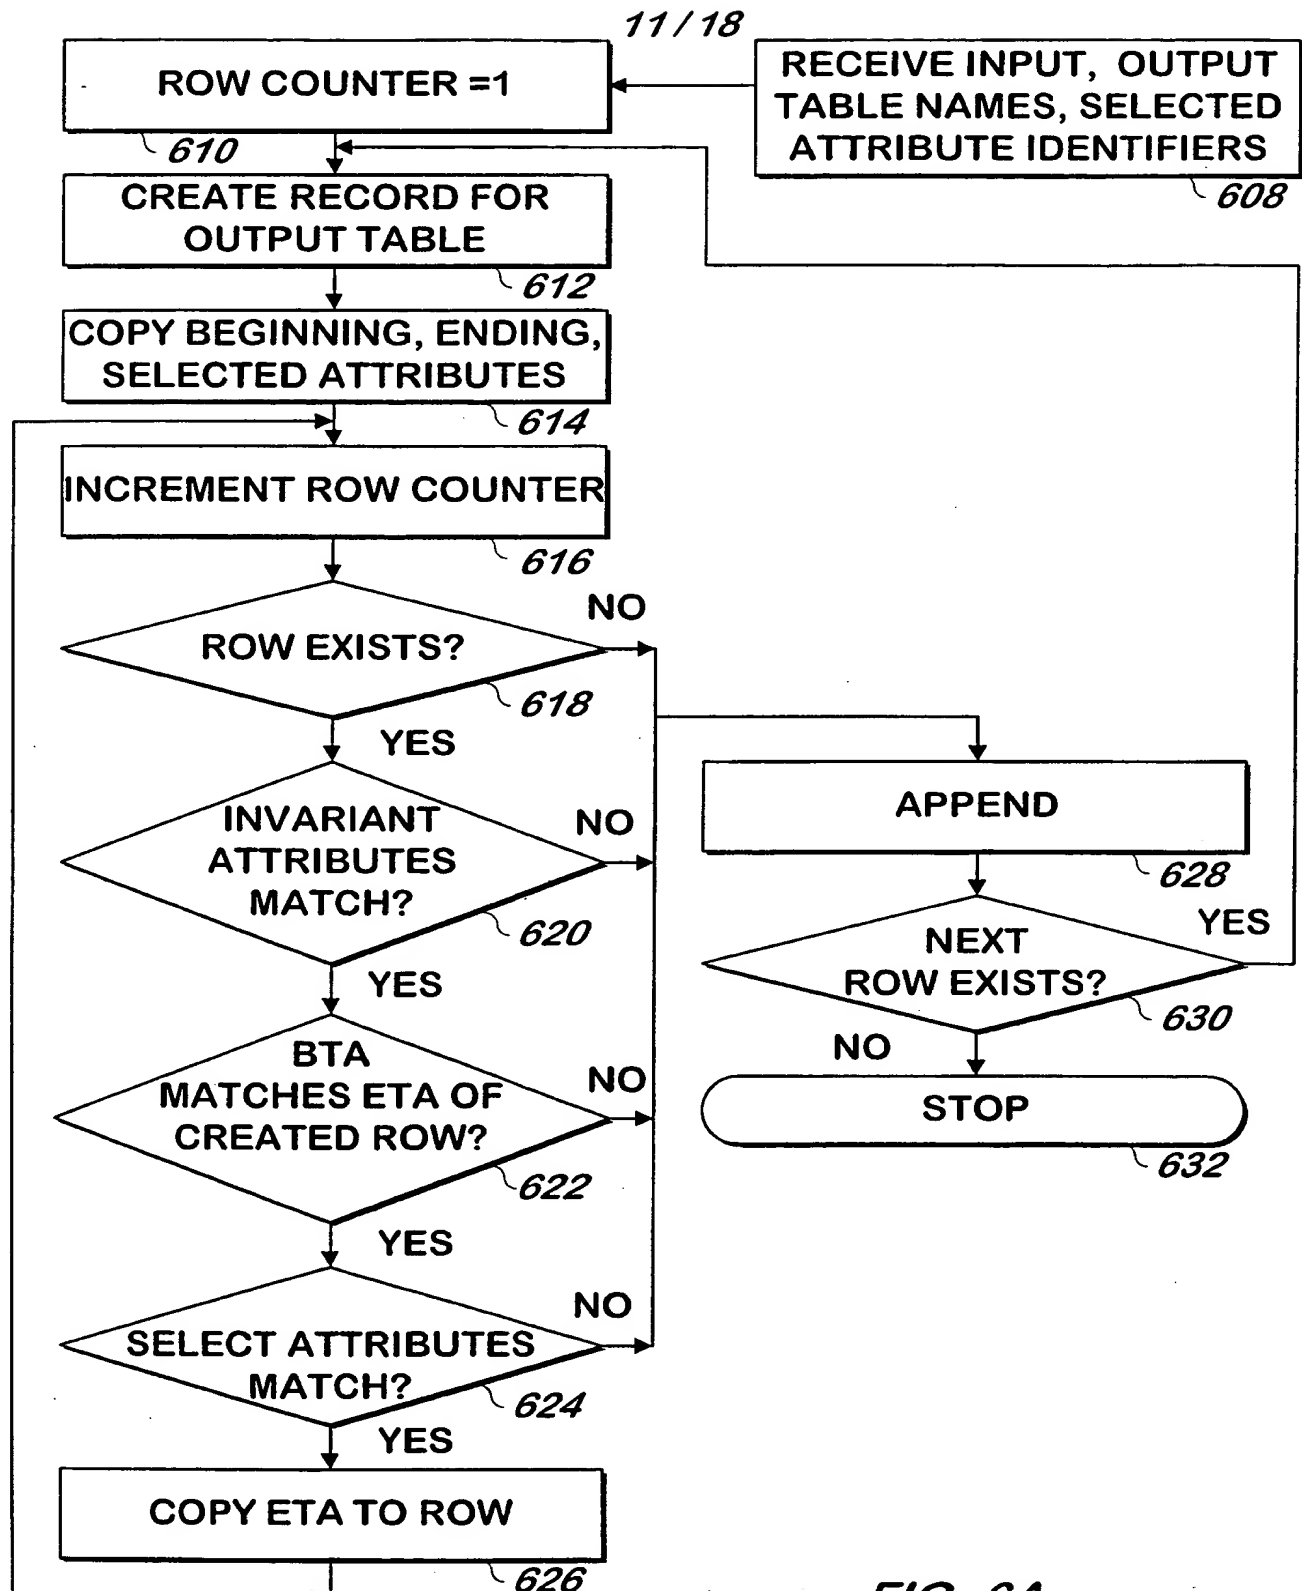 11/18
ROW COUNTER =1
610
RECEIVE INPUT, OUTPUT
TABLE NAMES, SELECTED
ATTRIBUTE IDENTIFIERS
608
CREATE RECORD FOR
OUTPUT TABLE
612
COPY BEGINNING, ENDING,
SELECTED ATTRIBUTES
614
INCREMENT ROW COUNTER
616
ROW EXISTS?
NO
618
YES
INVARIANT
ATTRIBUTES
MATCH?
NO
620
YES
BTA
MATCHES ETA OF
CREATED ROW?
NO
622
YES
SELECT ATTRIBUTES
MATCH?
NO
624
YES
COPY ETA TO ROW
626
APPEND
628
NEXT
ROW EXISTS?
YES
630
NO
STOP
632
FIG. 6A